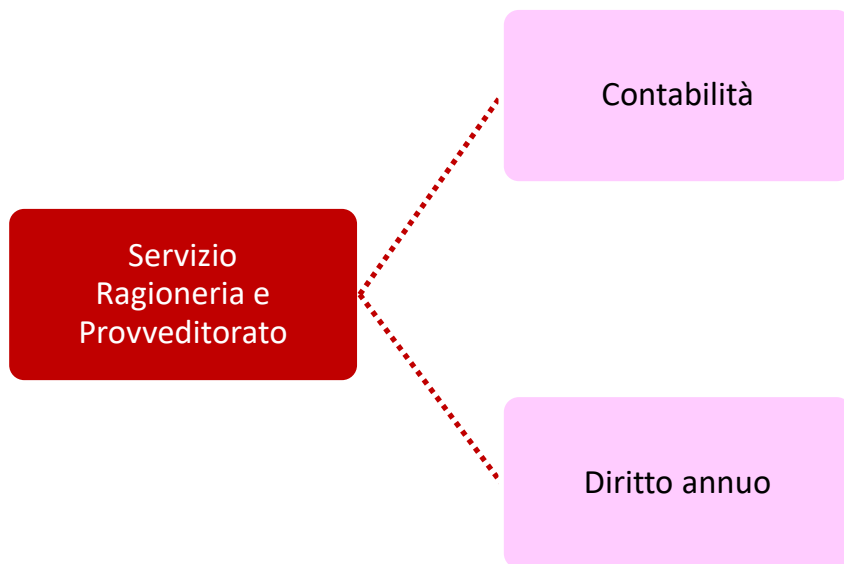 Contabilità
Servizio
Ragioneria e
Provveditorato
Diritto annuo